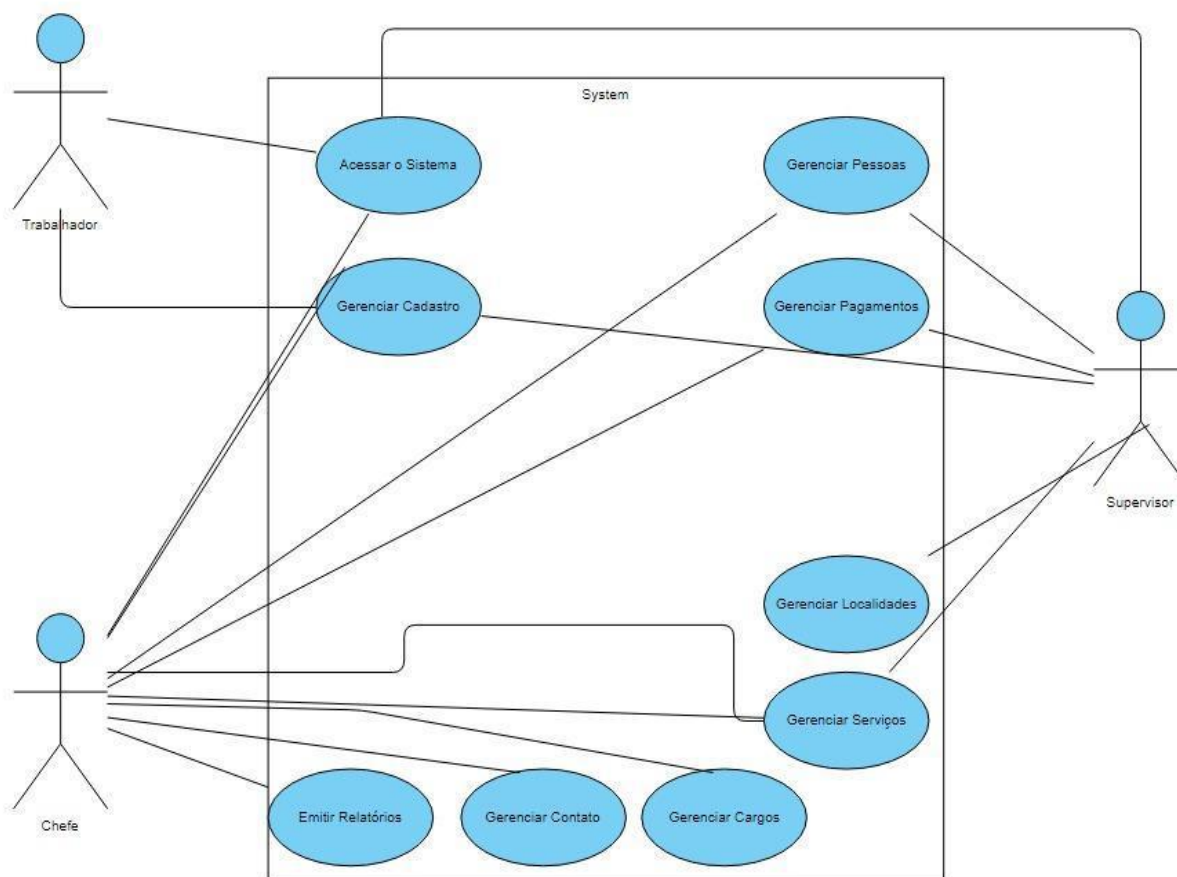 System
Acessar o Sistema
Gerenciar Pessoas
Trabalhador
Gerenciar Cadastro
Gerenciar Pagamentos
Supervisor
Gerenciar Localidades
Gerenciar Serviços
Chefe
Emitir Relatórios
Gerenciar Contato
Gerenciar Cargos